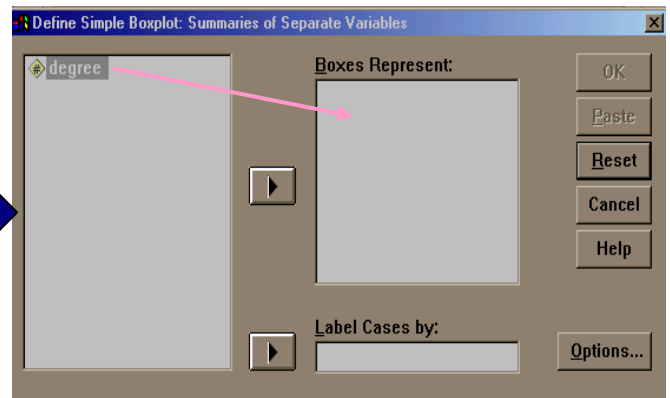 Define Simple Boxplot: Summaries of Separate Variables
degree
Boxes Represent:
OK
Paste
Reset
Cancel
Help
Label Cases by:
Options...